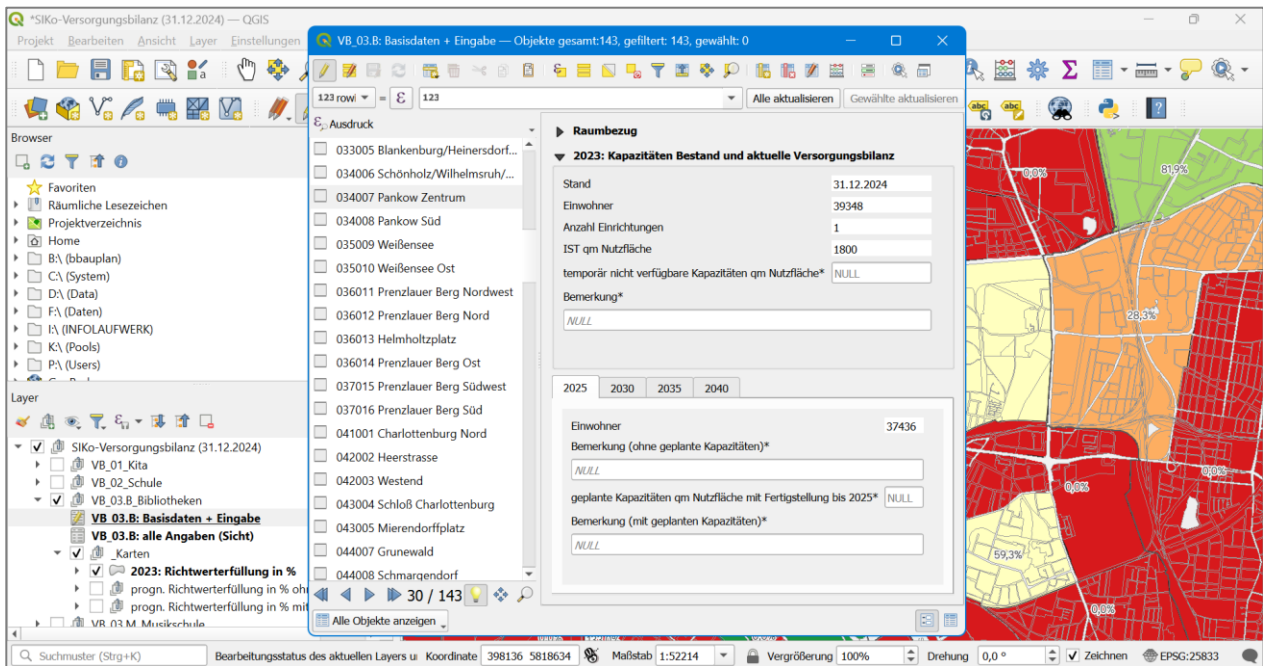 *SIKo-Versorgungsbilanz (31.12.2024) — QGIS
Projekt Bearbeiten Ansicht Layer Einstellungen
VB_03.B: Basisdaten + Eingabe — Objekte gesamt:143, gefiltert: 143, gewählt: 0
123 rowi = ε 123 Alle aktualisieren Gewählte aktualisieren
Browser
Favoriten
Räumliche Lesezeichen
Projektverzeichnis
Home
B:\ (bbauplan)
C:\ (System)
D:\ (Data)
F:\ (Daten)
I:\ (INFOLAUFWERK)
K:\ (Pools)
P:\ (Users)
Layer
SIKo-Versorgungsbilanz (31.12.2024)
VB_01_Kita
VB_02_Schule
VB_03.B_Bibliotheken
VB_03.B: Basisdaten + Eingabe
VB_03.B: alle Angaben (Sicht)
_Karten
2023: Richtwerterfüllung in %
progn. Richtwerterfüllung in % oh
progn. Richtwerterfüllung in % mi
VB_03.M_Musikschule
Ausdruck
033005 Blankenburg/Heinersdorf...
034006 Schönholz/Wilhelmsruh/...
034007 Pankow Zentrum
034008 Pankow Süd
035009 Weißensee
035010 Weißensee Ost
036011 Prenzlauer Berg Nordwest
036012 Prenzlauer Berg Nord
036013 Helmholtzplatz
036014 Prenzlauer Berg Ost
037015 Prenzlauer Berg Südwest
037016 Prenzlauer Berg Süd
041001 Charlottenburg Nord
042002 Heerstrasse
042003 Westend
043004 Schloß Charlottenburg
043005 Mierendorffplatz
044007 Grunewald
044008 Schmargendorf
30 / 143
Alle Objekte anzeigen
Raumbezug
2023: Kapazitäten Bestand und aktuelle Versorgungsbilanz
Stand 31.12.2024
Einwohner 39348
Anzahl Einrichtungen 1
IST qm Nutzfläche 1800
temporär nicht verfügbare Kapazitäten qm Nutzfläche* NULL
Bemerkung*
NULL
2025 2030 2035 2040
Einwohner 37436
Bemerkung (ohne geplante Kapazitäten)*
NULL
geplante Kapazitäten qm Nutzfläche mit Fertigstellung bis 2025* NULL
Bemerkung (mit geplanten Kapazitäten)*
NULL
0,0%
81,9%
28,3%
0,0%
0,0%
59,3%
0,0%
Suchmuster (Strg+K) Bearbeitungsstatus des aktuellen Layers u Koordinate 398136 5818634 Maßstab 1:52214 Vergrößerung 100% Drehung 0,0 ° Zeichnen EPSG:25833